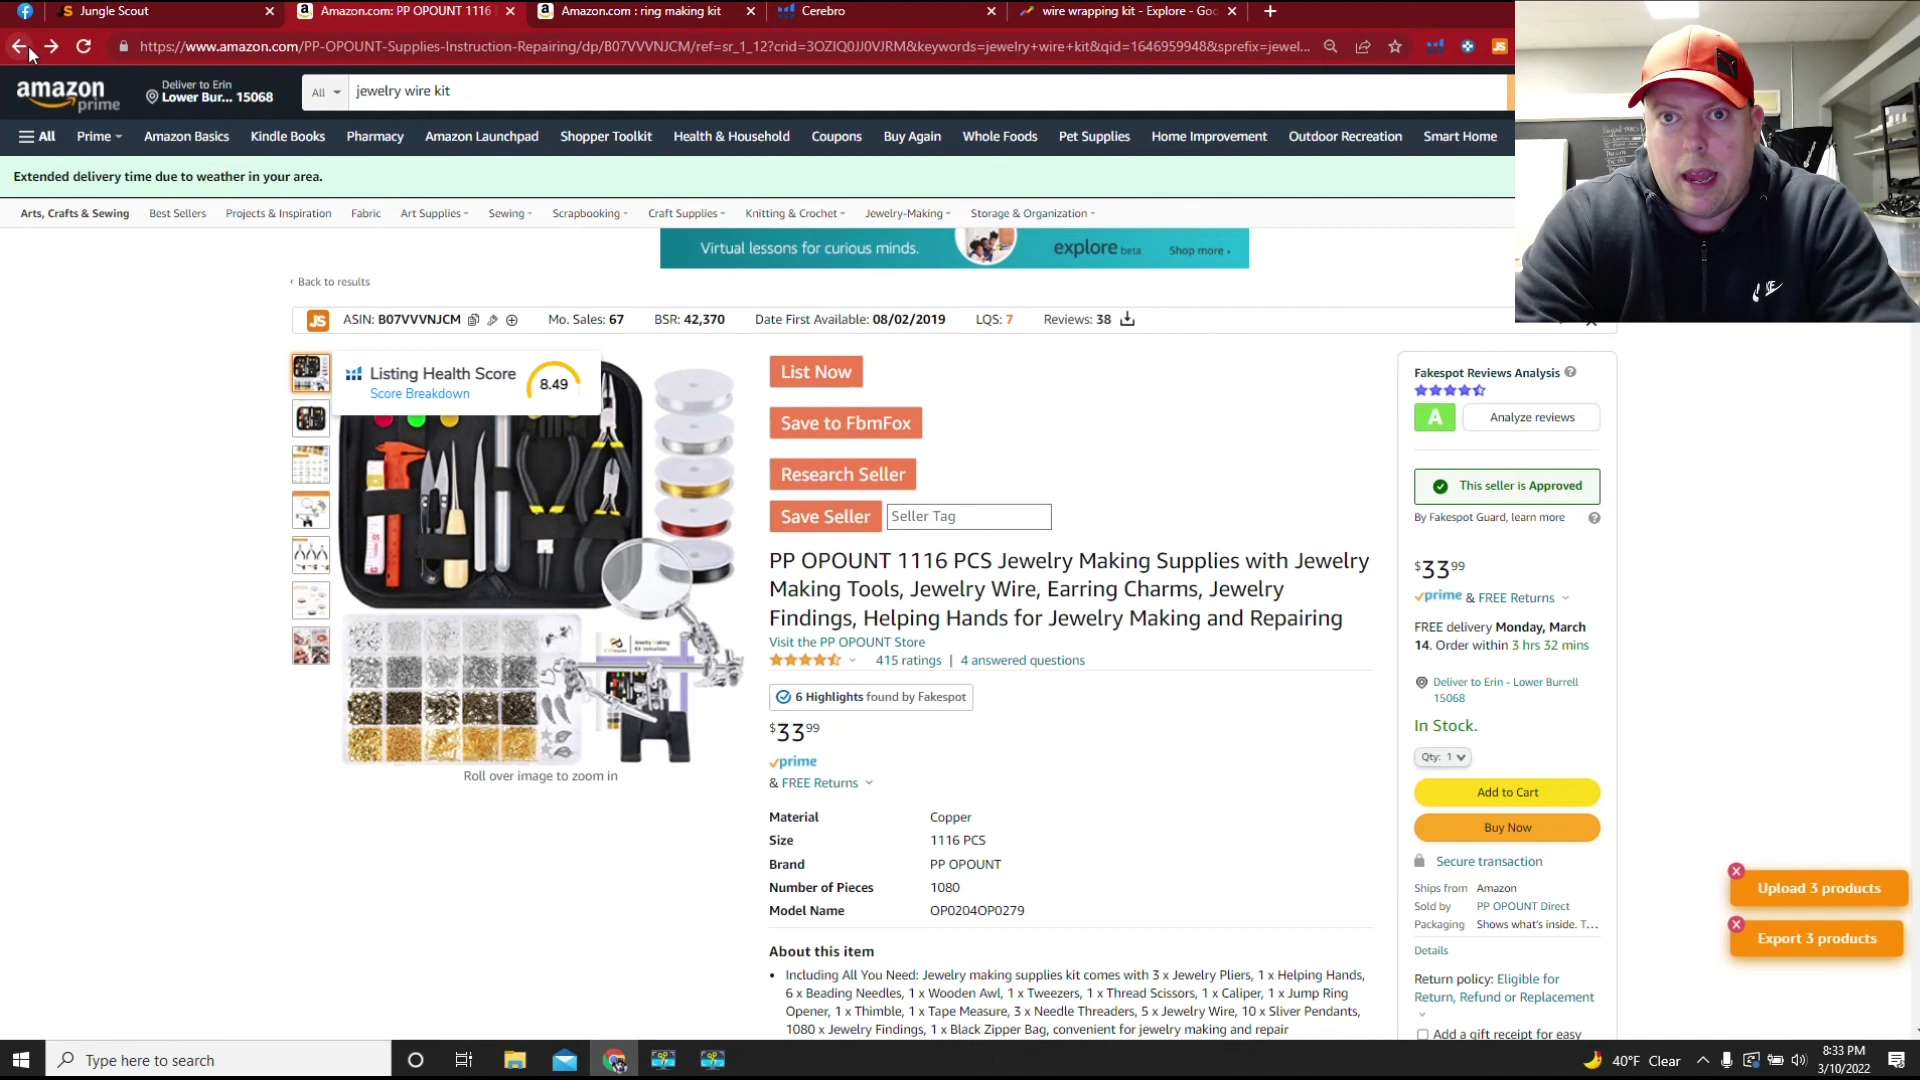 Jungle Scout
Amazon.com: PP OPOUNT 1116
Amazon.com : ring making kit
Cerebro
wire wrapping kit - Explore - Goo
https://www.amazon.com/PP-OPOUNT-Supplies-Instruction-Repairing/dp/B07VVVNJCM/ref=sr_1_12?crid=3OZIQ0JJ0VJRM&keywords=jewelry+wire+kit&qid=1646959948&sprefix=jewel...
JS
amazon prime
Deliver to Erin
Lower Bur... 15068
All
jewelry wire kit
All
Prime
Amazon Basics
Kindle Books
Pharmacy
Amazon Launchpad
Shopper Toolkit
Health & Household
Coupons
Buy Again
Whole Foods
Pet Supplies
Home Improvement
Outdoor Recreation
Smart Home
Extended delivery time due to weather in your area.
Arts, Crafts & Sewing
Best Sellers
Projects & Inspiration
Fabric
Art Supplies
Sewing
Scrapbooking
Craft Supplies
Knitting & Crochet
Jewelry-Making
Storage & Organization
Virtual lessons for curious minds.
explore beta
Shop more ›
‹ Back to results
JS
ASIN: B07VVVNJCM
Mo. Sales: 67
BSR: 42,370
Date First Available: 08/02/2019
LQS: 7
Reviews: 38
Listing Health Score
Score Breakdown
8.49
Roll over image to zoom in
List Now
Save to FbmFox
Research Seller
Save Seller
Seller Tag
PP OPOUNT 1116 PCS Jewelry Making Supplies with Jewelry
Making Tools, Jewelry Wire, Earring Charms, Jewelry
Findings, Helping Hands for Jewelry Making and Repairing
Visit the PP OPOUNT Store
415 ratings | 4 answered questions
6 Highlights found by Fakespot
$33 99
prime
& FREE Returns
Material Copper
Size 1116 PCS
Brand PP OPOUNT
Number of Pieces 1080
Model Name OP0204OP0279
About this item
• Including All You Need: Jewelry making supplies kit comes with 3 x Jewelry Pliers, 1 x Helping Hands,
6 x Beading Needles, 1 x Wooden Awl, 1 x Tweezers, 1 x Thread Scissors, 1 x Caliper, 1 x Jump Ring
Opener, 1 x Thimble, 1 x Tape Measure, 3 x Needle Threaders, 5 x Jewelry Wire, 10 x Sliver Pendants,
1080 x Jewelry Findings, 1 x Black Zipper Bag, convenient for jewelry making and repair
Fakespot Reviews Analysis
A
Analyze reviews
This seller is Approved
By Fakespot Guard, learn more
$33 99
prime & FREE Returns
FREE delivery Monday, March
14. Order within 3 hrs 32 mins
Deliver to Erin - Lower Burrell
15068
In Stock.
Qty: 1
Add to Cart
Buy Now
Secure transaction
Ships from Amazon
Sold by PP OPOUNT Direct
Packaging Shows what's inside. T...
Details
Return policy: Eligible for
Return, Refund or Replacement
Add a gift receipt for easy
Upload 3 products
Export 3 products
Type here to search
40°F Clear
8:33 PM
3/10/2022